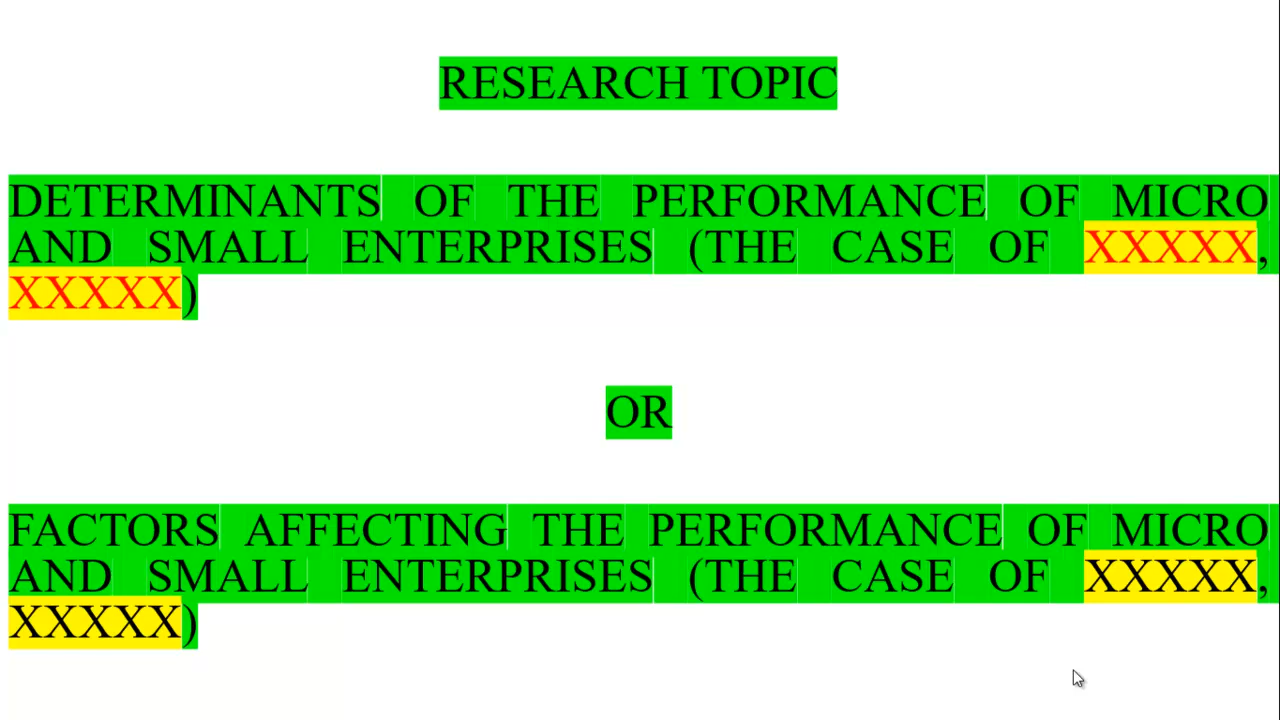 RESEARCH TOPIC
DETERMINANTS OF THE PERFORMANCE OF MICRO
AND SMALL ENTERPRISES (THE CASE OF XXXXX,
XXXXX)
OR
FACTORS AFFECTING THE PERFORMANCE OF MICRO
AND SMALL ENTERPRISES (THE CASE OF XXXXX,
XXXXX)